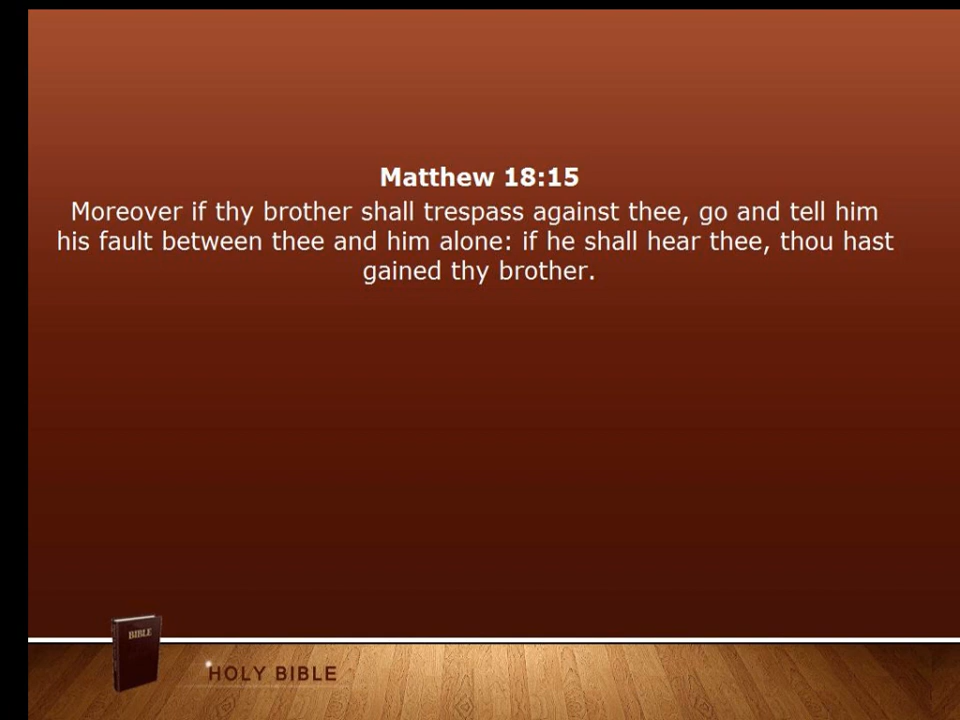 Matthew 18:15
Moreover if thy brother shall trespass against thee, go and tell him
his fault between thee and him alone: if he shall hear thee, thou hast
gained thy brother.
BIBLE
HOLY BIBLE